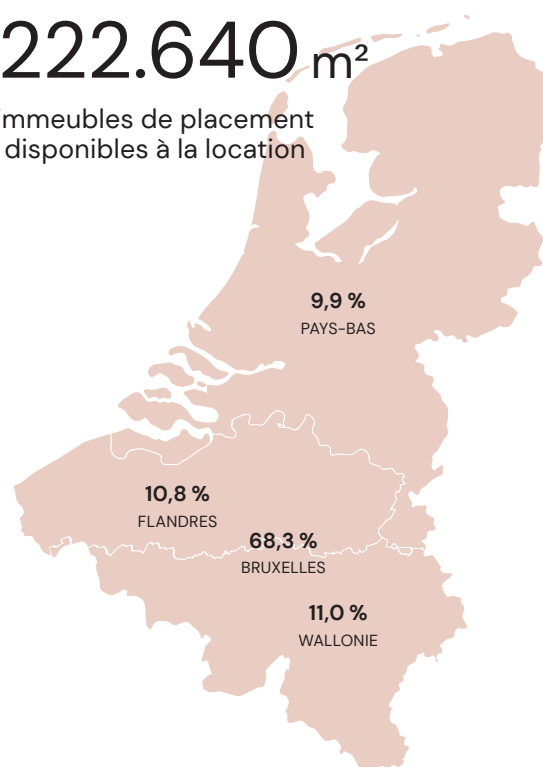 222.640 m²
immeubles de placement
disponibles à la location
9,9 %
PAYS-BAS
10,8 %
FLANDRES
68,3 %
BRUXELLES
11,0 %
WALLONIE